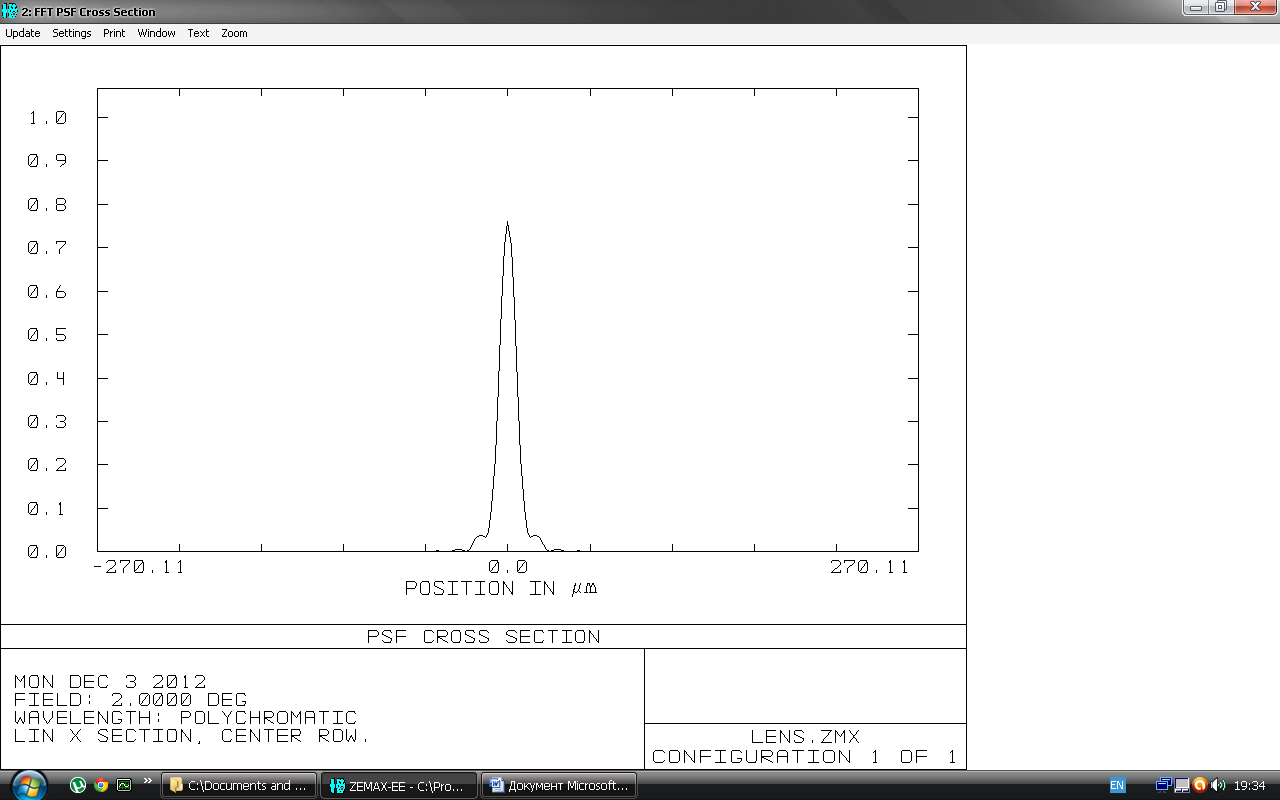 2: FFT PSF Cross Section
Update Settings Print Window Text Zoom
1.0
0.9
0.8
0.7
0.6
0.5
0.4
0.3
0.2
0.1
0.0
-270.11 0.0 270.11
POSITION IN µm
PSF CROSS SECTION
MON DEC 3 2012
FIELD: 2.0000 DEG
WAVELENGTH: POLYCHROMATIC
LIN X SECTION, CENTER ROW.
LENS.ZMX
CONFIGURATION 1 OF 1
» C:\Documents and ... ZEMAX-EE - C:\Pro... Документ Microsoft... EN 19:34